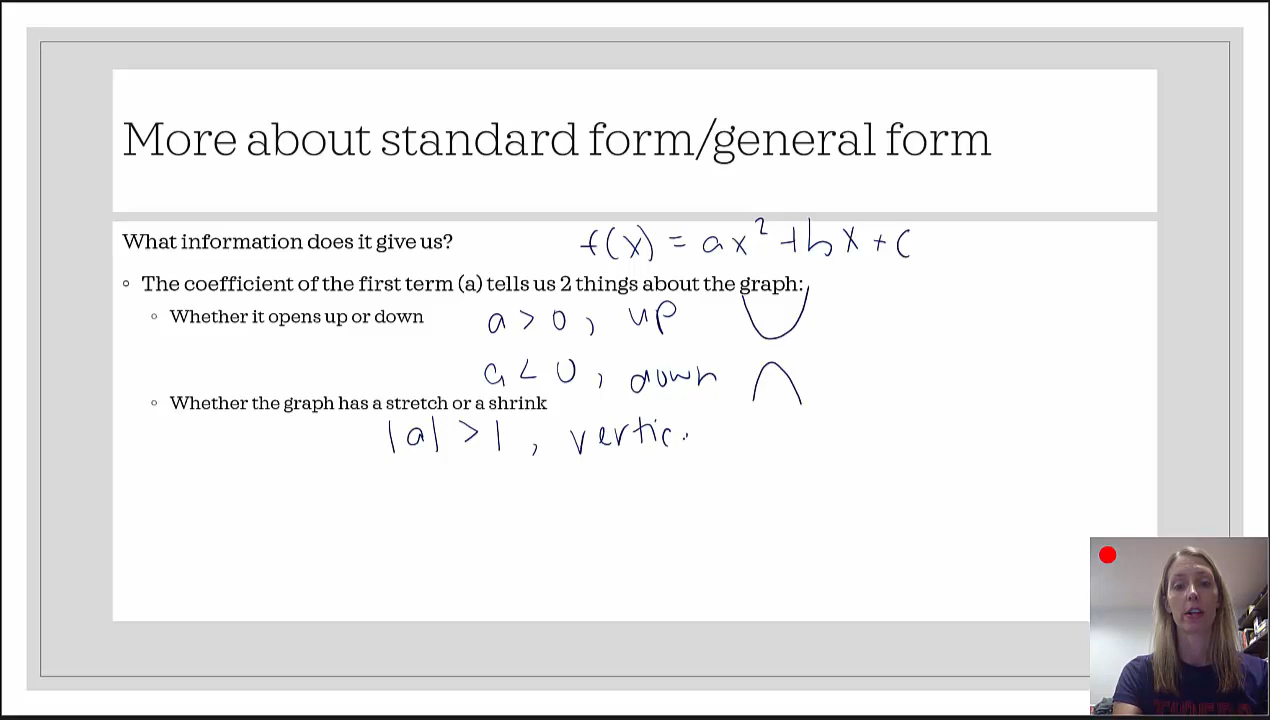 More about standard form/general form
What information does it give us? f(x) = ax² + bx + c
◦ The coefficient of the first term (a) tells us 2 things about the graph:
◦ Whether it opens up or down a > 0, up
a < 0, down
◦ Whether the graph has a stretch or a shrink
|a| > 1, vertic